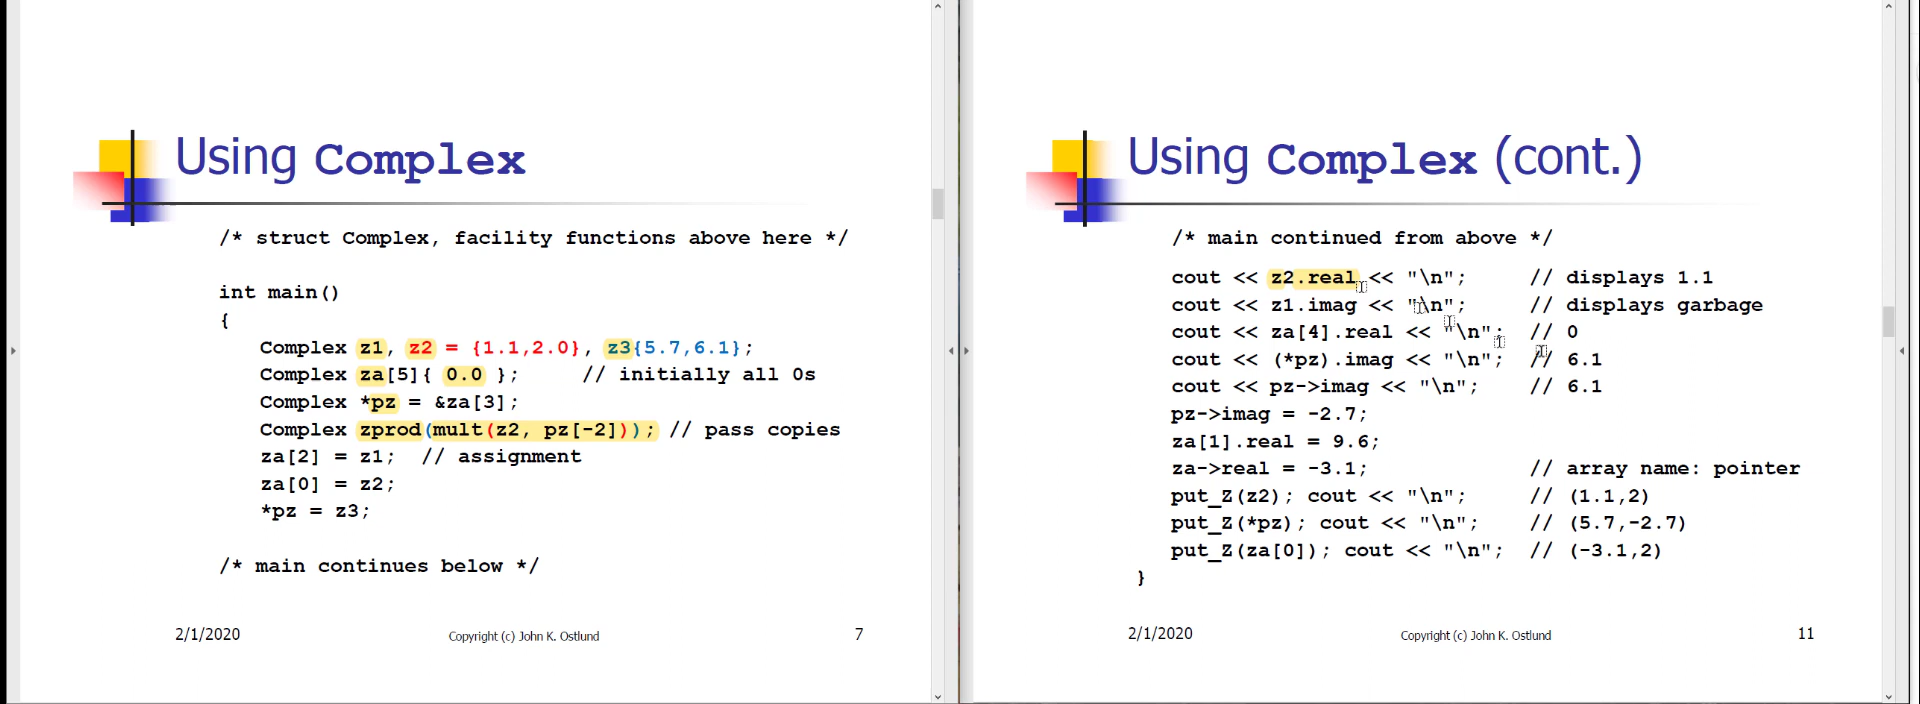 Using Complex
/* struct Complex, facility functions above here */
int main()
{
Complex z1, z2 = {1.1,2.0}, z3{5.7,6.1};
Complex za[5]{ 0.0 }; // initially all 0s
Complex *pz = &za[3];
Complex zprod(mult(z2, pz[-2])); // pass copies
za[2] = z1; // assignment
za[0] = z2;
*pz = z3;
/* main continues below */
2/1/2020 Copyright (c) John K. Ostlund 7
Using Complex (cont.)
/* main continued from above */
cout << z2.real << "\n"; // displays 1.1
cout << z1.imag << "\n"; // displays garbage
cout << za[4].real << "\n"; // 0
cout << (*pz).imag << "\n"; // 6.1
cout << pz->imag << "\n"; // 6.1
pz->imag = -2.7;
za[1].real = 9.6;
za->real = -3.1; // array name: pointer
put_Z(z2); cout << "\n"; // (1.1,2)
put_Z(*pz); cout << "\n"; // (5.7,-2.7)
put_Z(za[0]); cout << "\n"; // (-3.1,2)
}
2/1/2020 Copyright (c) John K. Ostlund 11